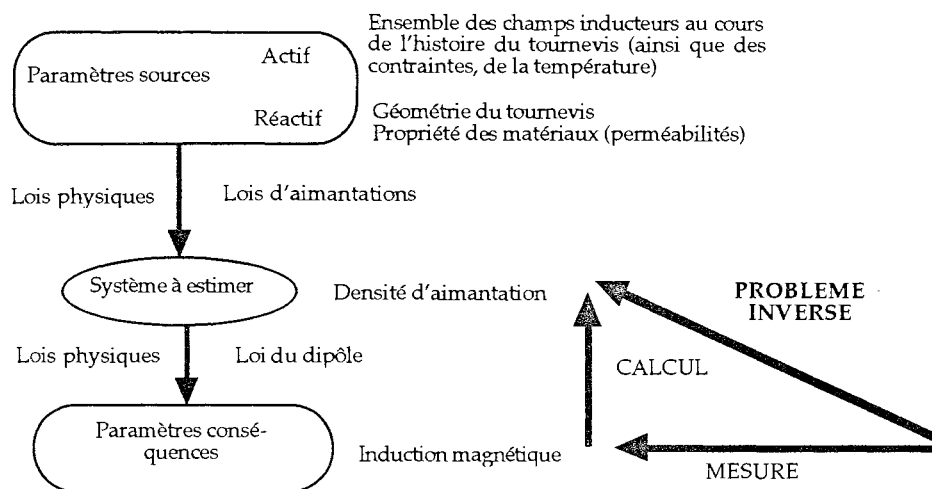 Ensemble des champs inducteurs au cours
de l'histoire du tournevis (ainsi que des
contraintes, de la température)
Actif
Paramètres sources
Réactif
Géométrie du tournevis
Propriété des matériaux (perméabilités)
Lois physiques
Lois d'aimantations
Système à estimer
Densité d'aimantation
PROBLEME
INVERSE
Lois physiques
Loi du dipôle
CALCUL
Paramètres consé-
quences
Induction magnétique
MESURE